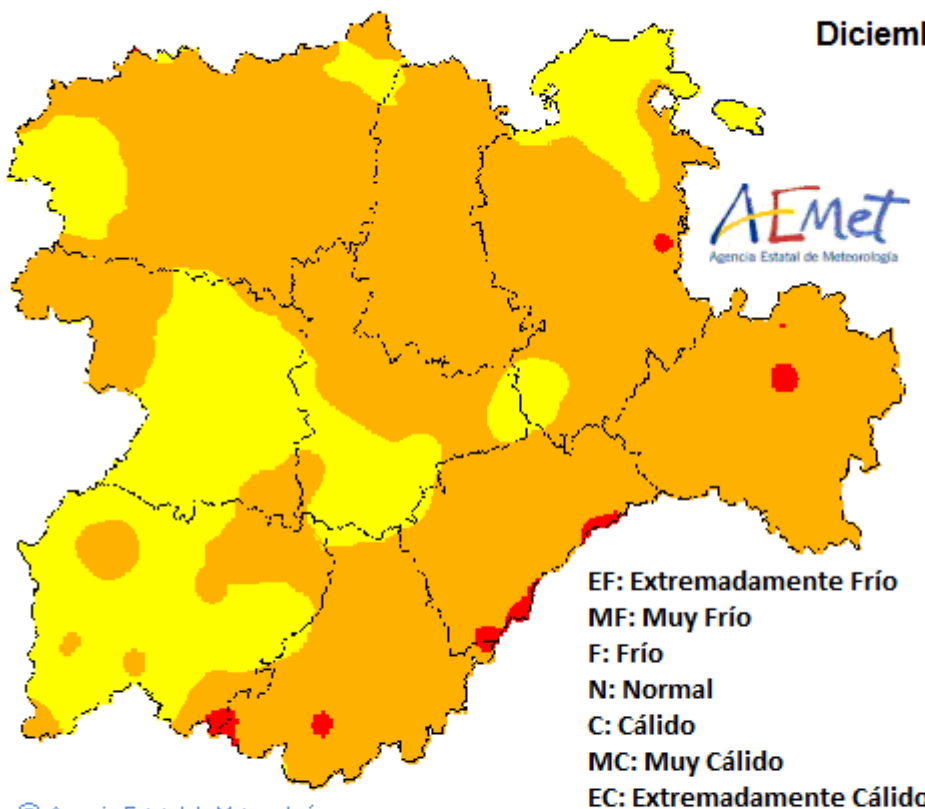 Diciemb
AEMet
Agencia Estatal de Meteorología
EF: Extremadamente Frío
MF: Muy Frío
F: Frío
N: Normal
C: Cálido
MC: Muy Cálido
EC: Extremadamente Cálido